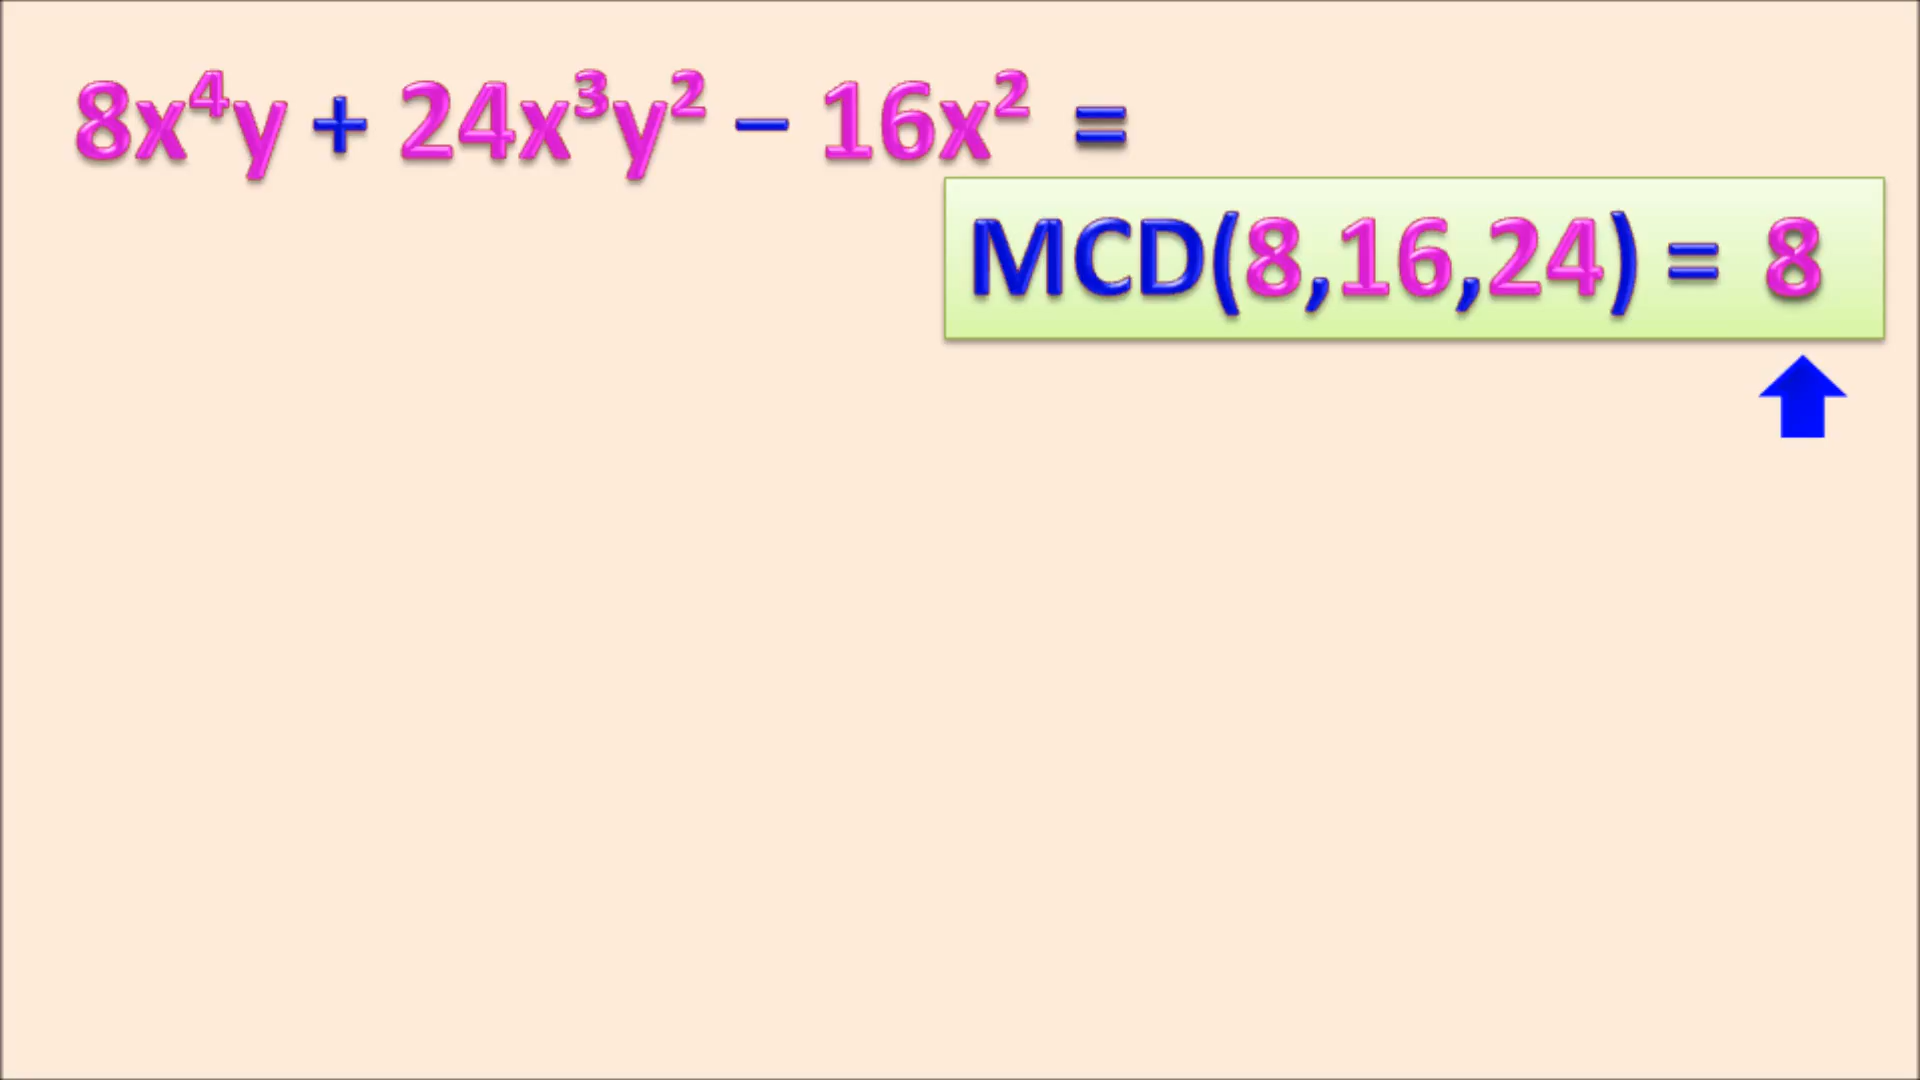 8x⁴y + 24x³y² – 16x² =
MCD(8,16,24) = 8